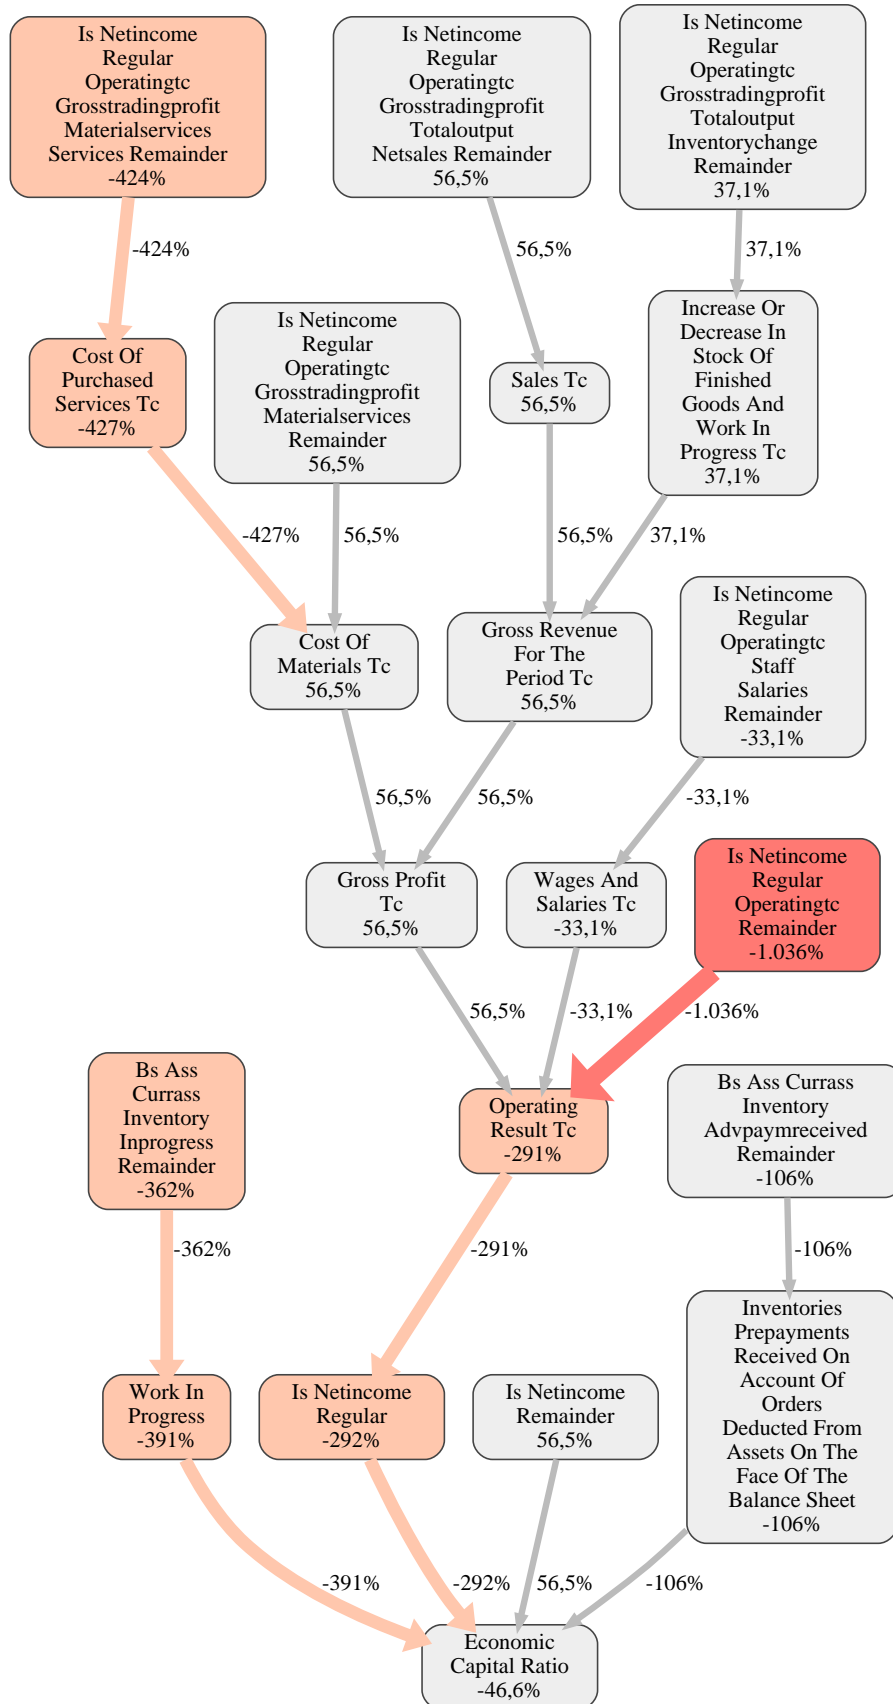 Is Netincome
Regular
Operatingtc
Grosstradingprofit
Materialservices
Services Remainder
-424%
Is Netincome
Regular
Operatingtc
Grosstradingprofit
Totaloutput
Netsales Remainder
56,5%
Is Netincome
Regular
Operatingtc
Grosstradingprofit
Totaloutput
Inventorychange
Remainder
37,1%
-424%
56,5%
37,1%
Cost Of
Purchased
Services Tc
-427%
Is Netincome
Regular
Operatingtc
Grosstradingprofit
Materialservices
Remainder
56,5%
Sales Tc
56,5%
Increase Or
Decrease In
Stock Of
Finished
Goods And
Work In
Progress Tc
37,1%
-427%
56,5%
56,5%
37,1%
Cost Of
Materials Tc
56,5%
Gross Revenue
For The
Period Tc
56,5%
Is Netincome
Regular
Operatingtc
Staff
Salaries
Remainder
-33,1%
56,5%
56,5%
-33,1%
Gross Profit
Tc
56,5%
Wages And
Salaries Tc
-33,1%
Is Netincome
Regular
Operatingtc
Remainder
-1.036%
56,5%
-33,1%
-1.036%
Bs Ass
Currass
Inventory
Inprogress
Remainder
-362%
Operating
Result Tc
-291%
Bs Ass Currass
Inventory
Advpaymreceived
Remainder
-106%
-362%
-291%
-106%
Work In
Progress
-391%
Is Netincome
Regular
-292%
Is Netincome
Remainder
56,5%
Inventories
Prepayments
Received On
Account Of
Orders
Deducted From
Assets On The
Face Of The
Balance Sheet
-106%
-391%
-292%
56,5%
-106%
Economic
Capital Ratio
-46,6%